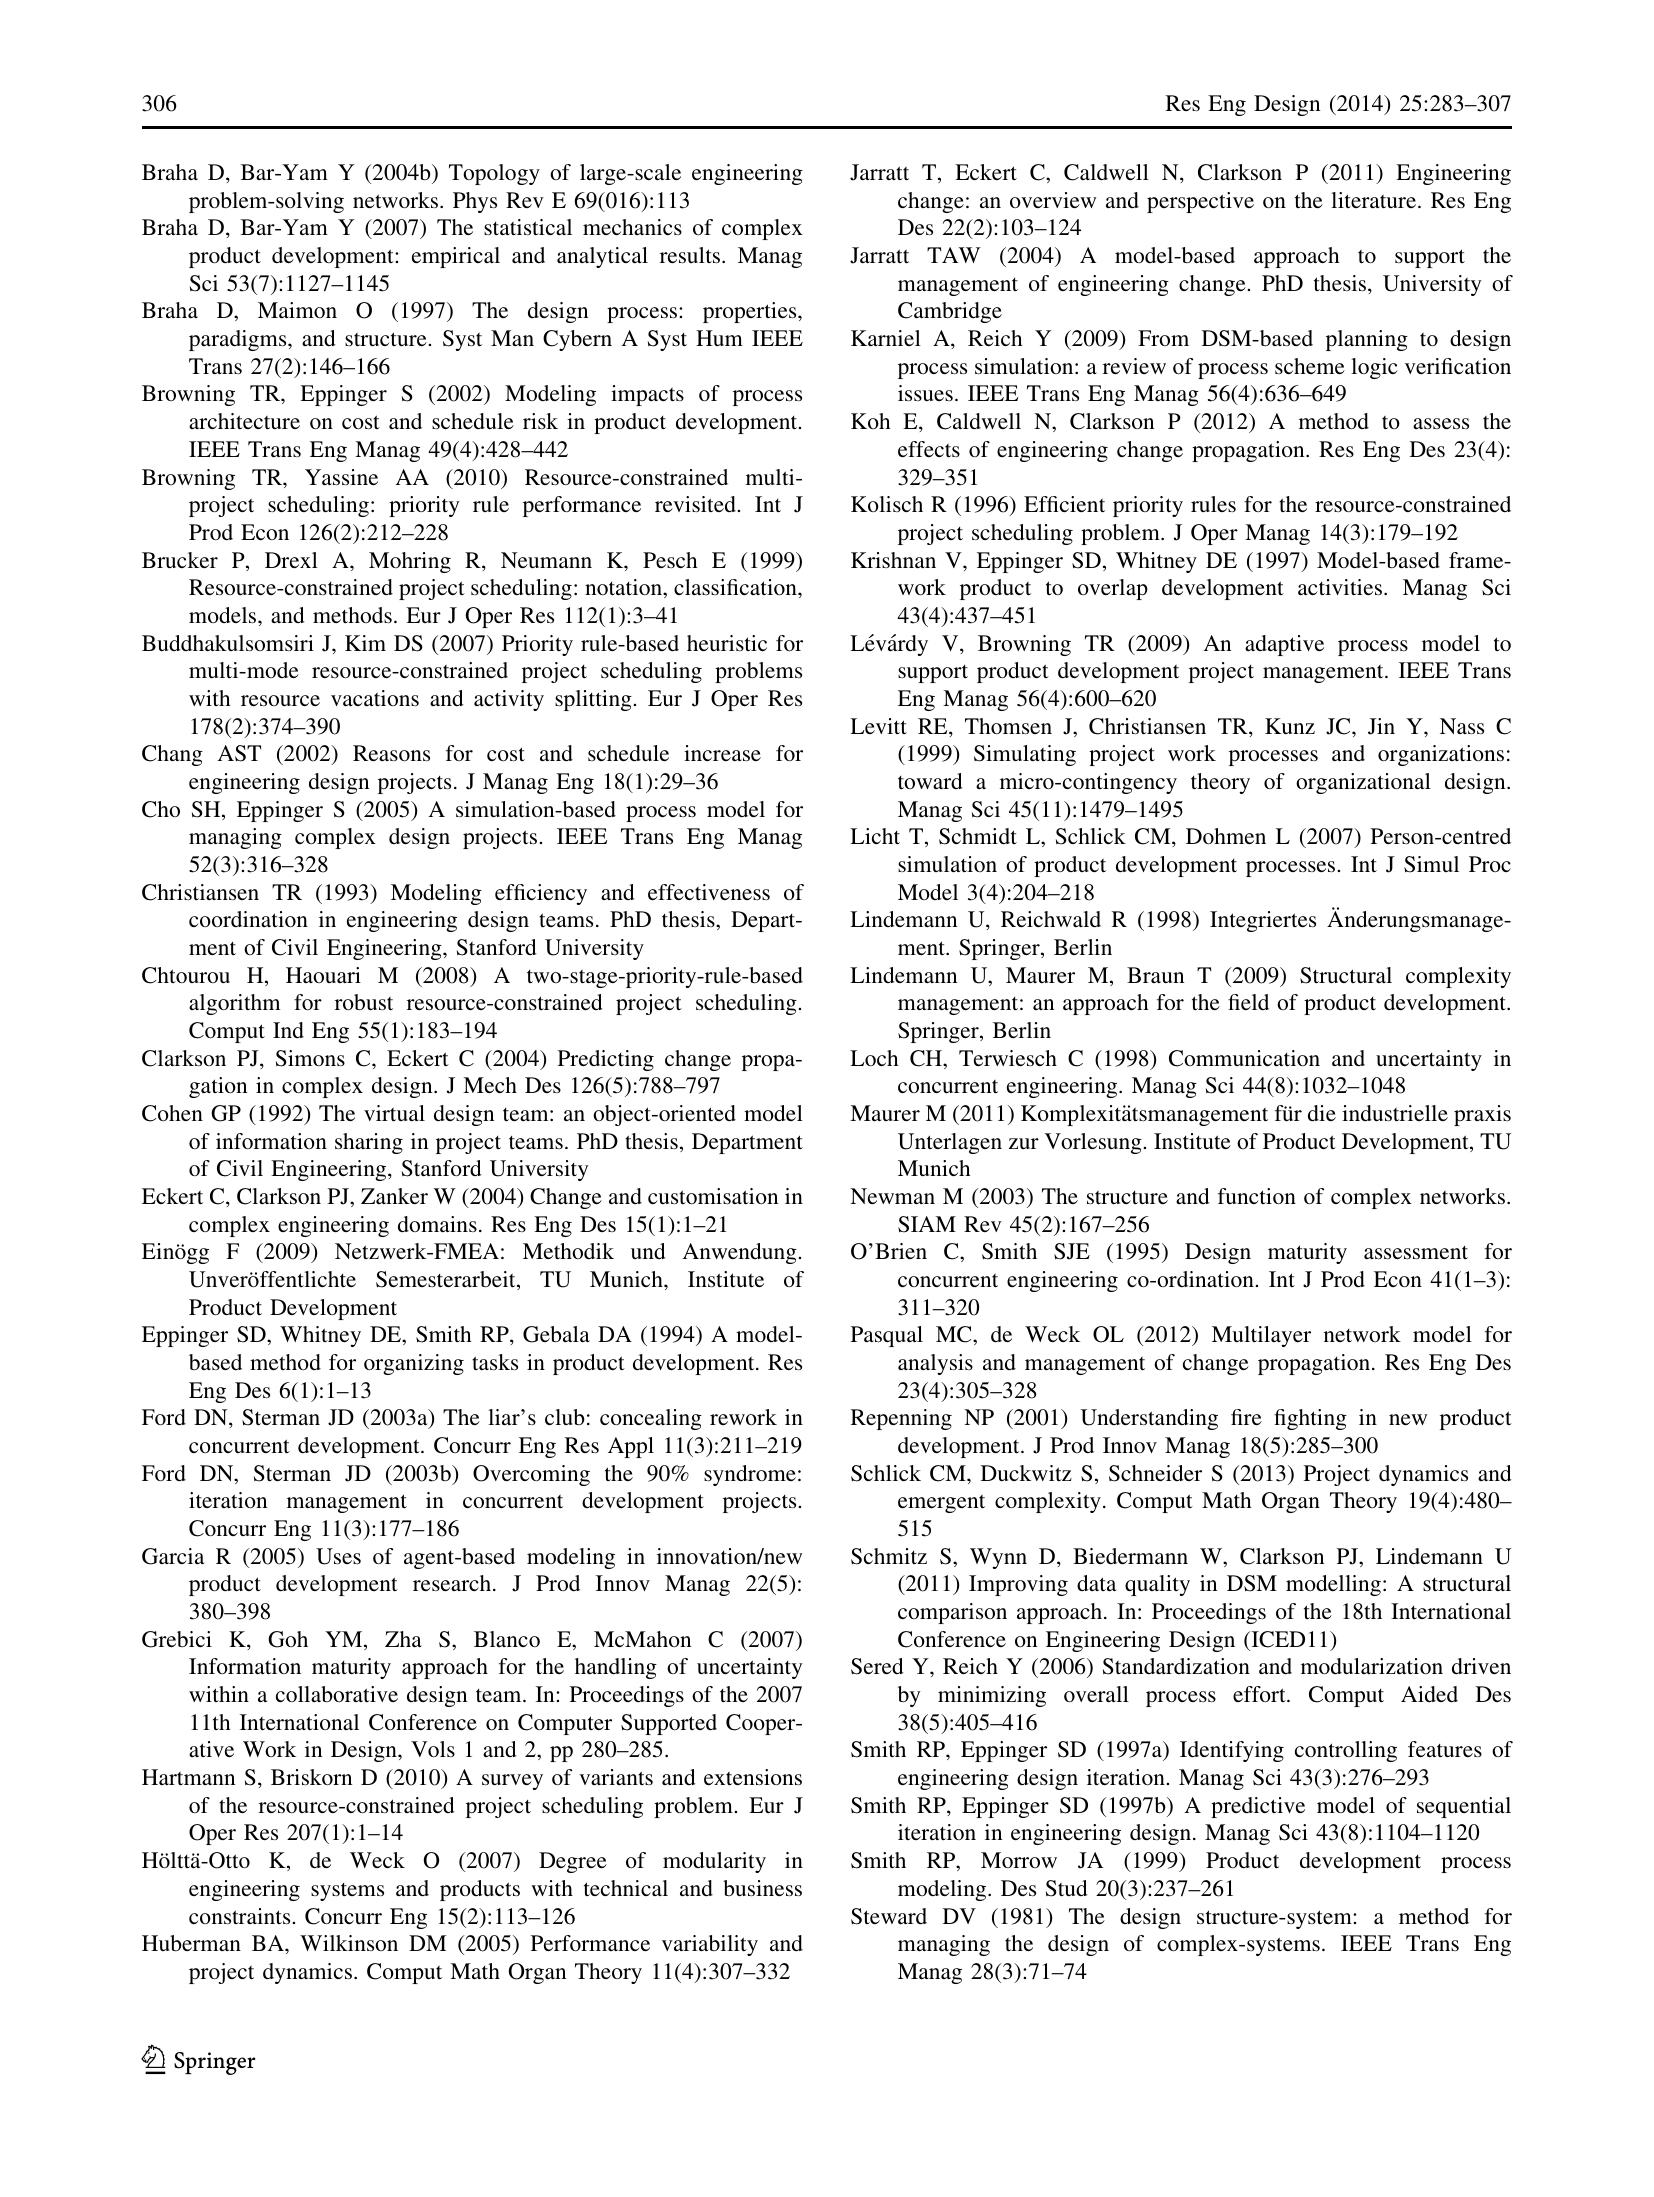 306
Res Eng Design (2014) 25:283–307
Braha D, Bar-Yam Y (2004b) Topology of large-scale engineering
problem-solving networks. Phys Rev E 69(016):113
Braha D, Bar-Yam Y (2007) The statistical mechanics of complex
product development: empirical and analytical results. Manag
Sci 53(7):1127–1145
Braha D, Maimon O (1997) The design process: properties,
paradigms, and structure. Syst Man Cybern A Syst Hum IEEE
Trans 27(2):146–166
Browning TR, Eppinger S (2002) Modeling impacts of process
architecture on cost and schedule risk in product development.
IEEE Trans Eng Manag 49(4):428–442
Browning TR, Yassine AA (2010) Resource-constrained multi-
project scheduling: priority rule performance revisited. Int J
Prod Econ 126(2):212–228
Brucker P, Drexl A, Mohring R, Neumann K, Pesch E (1999)
Resource-constrained project scheduling: notation, classification,
models, and methods. Eur J Oper Res 112(1):3–41
Buddhakulsomsiri J, Kim DS (2007) Priority rule-based heuristic for
multi-mode resource-constrained project scheduling problems
with resource vacations and activity splitting. Eur J Oper Res
178(2):374–390
Chang AST (2002) Reasons for cost and schedule increase for
engineering design projects. J Manag Eng 18(1):29–36
Cho SH, Eppinger S (2005) A simulation-based process model for
managing complex design projects. IEEE Trans Eng Manag
52(3):316–328
Christiansen TR (1993) Modeling efficiency and effectiveness of
coordination in engineering design teams. PhD thesis, Depart-
ment of Civil Engineering, Stanford University
Chtourou H, Haouari M (2008) A two-stage-priority-rule-based
algorithm for robust resource-constrained project scheduling.
Comput Ind Eng 55(1):183–194
Clarkson PJ, Simons C, Eckert C (2004) Predicting change propa-
gation in complex design. J Mech Des 126(5):788–797
Cohen GP (1992) The virtual design team: an object-oriented model
of information sharing in project teams. PhD thesis, Department
of Civil Engineering, Stanford University
Eckert C, Clarkson PJ, Zanker W (2004) Change and customisation in
complex engineering domains. Res Eng Des 15(1):1–21
Einögg F (2009) Netzwerk-FMEA: Methodik und Anwendung.
Unveröffentlichte Semesterarbeit, TU Munich, Institute of
Product Development
Eppinger SD, Whitney DE, Smith RP, Gebala DA (1994) A model-
based method for organizing tasks in product development. Res
Eng Des 6(1):1–13
Ford DN, Sterman JD (2003a) The liar's club: concealing rework in
concurrent development. Concurr Eng Res Appl 11(3):211–219
Ford DN, Sterman JD (2003b) Overcoming the 90% syndrome:
iteration management in concurrent development projects.
Concurr Eng 11(3):177–186
Garcia R (2005) Uses of agent-based modeling in innovation/new
product development research. J Prod Innov Manag 22(5):
380–398
Grebici K, Goh YM, Zha S, Blanco E, McMahon C (2007)
Information maturity approach for the handling of uncertainty
within a collaborative design team. In: Proceedings of the 2007
11th International Conference on Computer Supported Cooper-
ative Work in Design, Vols 1 and 2, pp 280–285.
Hartmann S, Briskorn D (2010) A survey of variants and extensions
of the resource-constrained project scheduling problem. Eur J
Oper Res 207(1):1–14
Hölttä-Otto K, de Weck O (2007) Degree of modularity in
engineering systems and products with technical and business
constraints. Concurr Eng 15(2):113–126
Huberman BA, Wilkinson DM (2005) Performance variability and
project dynamics. Comput Math Organ Theory 11(4):307–332
Jarratt T, Eckert C, Caldwell N, Clarkson P (2011) Engineering
change: an overview and perspective on the literature. Res Eng
Des 22(2):103–124
Jarratt TAW (2004) A model-based approach to support the
management of engineering change. PhD thesis, University of
Cambridge
Karniel A, Reich Y (2009) From DSM-based planning to design
process simulation: a review of process scheme logic verification
issues. IEEE Trans Eng Manag 56(4):636–649
Koh E, Caldwell N, Clarkson P (2012) A method to assess the
effects of engineering change propagation. Res Eng Des 23(4):
329–351
Kolisch R (1996) Efficient priority rules for the resource-constrained
project scheduling problem. J Oper Manag 14(3):179–192
Krishnan V, Eppinger SD, Whitney DE (1997) Model-based frame-
work product to overlap development activities. Manag Sci
43(4):437–451
Lévárdy V, Browning TR (2009) An adaptive process model to
support product development project management. IEEE Trans
Eng Manag 56(4):600–620
Levitt RE, Thomsen J, Christiansen TR, Kunz JC, Jin Y, Nass C
(1999) Simulating project work processes and organizations:
toward a micro-contingency theory of organizational design.
Manag Sci 45(11):1479–1495
Licht T, Schmidt L, Schlick CM, Dohmen L (2007) Person-centred
simulation of product development processes. Int J Simul Proc
Model 3(4):204–218
Lindemann U, Reichwald R (1998) Integriertes Änderungsmanage-
ment. Springer, Berlin
Lindemann U, Maurer M, Braun T (2009) Structural complexity
management: an approach for the field of product development.
Springer, Berlin
Loch CH, Terwiesch C (1998) Communication and uncertainty in
concurrent engineering. Manag Sci 44(8):1032–1048
Maurer M (2011) Komplexitätsmanagement für die industrielle praxis
Unterlagen zur Vorlesung. Institute of Product Development, TU
Munich
Newman M (2003) The structure and function of complex networks.
SIAM Rev 45(2):167–256
O'Brien C, Smith SJE (1995) Design maturity assessment for
concurrent engineering co-ordination. Int J Prod Econ 41(1–3):
311–320
Pasqual MC, de Weck OL (2012) Multilayer network model for
analysis and management of change propagation. Res Eng Des
23(4):305–328
Repenning NP (2001) Understanding fire fighting in new product
development. J Prod Innov Manag 18(5):285–300
Schlick CM, Duckwitz S, Schneider S (2013) Project dynamics and
emergent complexity. Comput Math Organ Theory 19(4):480–
515
Schmitz S, Wynn D, Biedermann W, Clarkson PJ, Lindemann U
(2011) Improving data quality in DSM modelling: A structural
comparison approach. In: Proceedings of the 18th International
Conference on Engineering Design (ICED11)
Sered Y, Reich Y (2006) Standardization and modularization driven
by minimizing overall process effort. Comput Aided Des
38(5):405–416
Smith RP, Eppinger SD (1997a) Identifying controlling features of
engineering design iteration. Manag Sci 43(3):276–293
Smith RP, Eppinger SD (1997b) A predictive model of sequential
iteration in engineering design. Manag Sci 43(8):1104–1120
Smith RP, Morrow JA (1999) Product development process
modeling. Des Stud 20(3):237–261
Steward DV (1981) The design structure-system: a method for
managing the design of complex-systems. IEEE Trans Eng
Manag 28(3):71–74
Springer